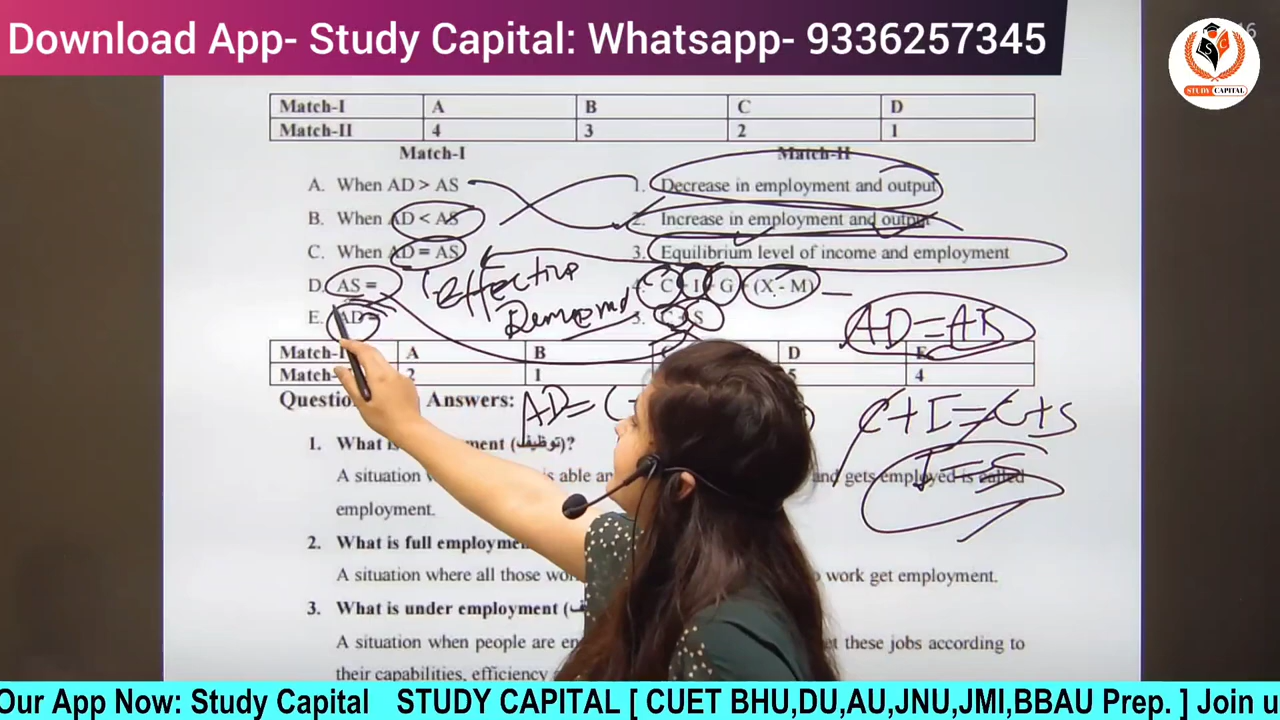 Download App- Study Capital: Whatsapp- 9336257345
16
S C
STUDY CAPITAL
Match-I A B C D
Match-II 4 3 2 1
Match-I Match-II
A. When AD > AS 1. Decrease in employment and output
B. When AD < AS 2. Increase in employment and output
C. When AD = AS 3. Equilibrium level of income and employment
D. AS = 4. C + I + G + (X - M)
E. AD = 5. C + S
Effective
Demand
AD = AS
Match-I A B C D E
Match- 2 1 5 4
AD = C+
C + I = C + S
I = S
Answers:
1. What is (توظيف)?
A situation is able and gets employed is called
employment.
2. What is full
A situation where all those work get employment.
3. What is under employment
A situation when people are these jobs according to
their capabilities, efficiency
Our App Now: Study Capital STUDY CAPITAL [ CUET BHU,DU,AU,JNU,JMI,BBAU Prep. ] Join u